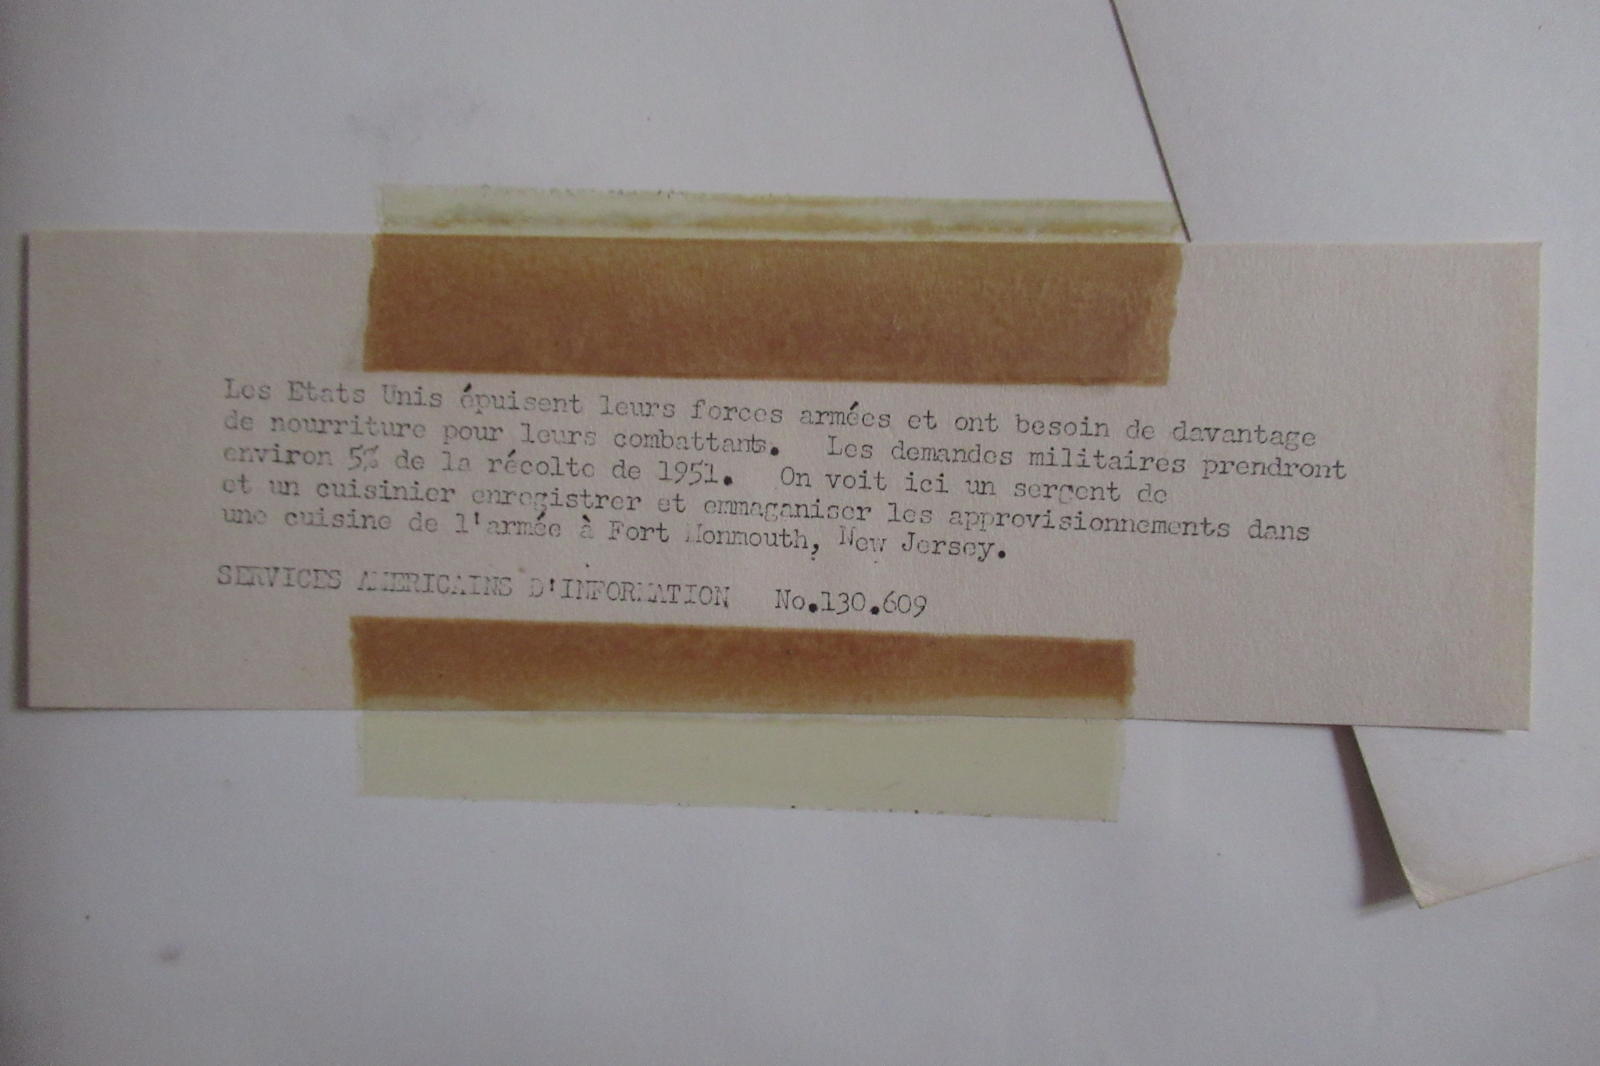 Les Etats Unis épuisent leurs forces armées et ont besoin de davantage
de nourriture pour leurs combattants. Les demandes militaires prendront
environ 5% de la récolte de 1951. On voit ici un sergent de
et un cuisinier enregistrer et emmaganiser les approvisionnements dans
une cuisine de l'armée à Fort Monmouth, New Jersey.
SERVICES AMERICAINS D'INFORMATION No.130.609